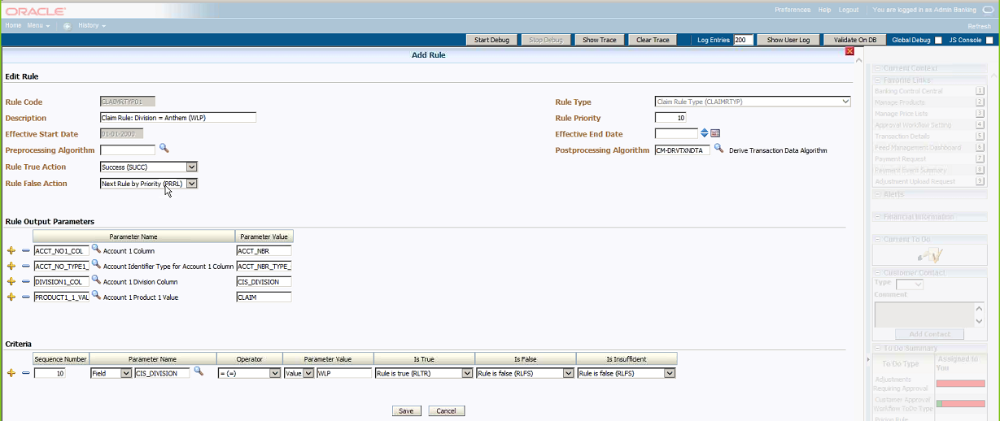 ORACLE
Preferences Help Logout You are logged in as Admin Banking
Home Menu History Refresh
Start Debug Stop Debug Show Trace Clear Trace Log Entries 200 Show User Log Validate On DB Global Debug JS Console
Add Rule
Edit Rule
Rule Code CLAIMRTYP01 Rule Type Claim Rule Type (CLAIMRTYP)
Description Claim Rule: Division = Anthem (WLP) Rule Priority 10
Effective Start Date 01-01-2000 Effective End Date
Preprocessing Algorithm Postprocessing Algorithm CM-DRVTXNDTA Derive Transaction Data Algorithm
Rule True Action Success (SUCC)
Rule False Action Next Rule by Priority (PRRL)
Rule Output Parameters
Parameter Name Parameter Value
ACCT_NO1_COL Account 1 Column ACCT_NBR
ACCT_NO_TYPE1_ Account Identifier Type for Account 1 Column ACCT_NBR_TYPE_
DIVISION1_COL Account 1 Division Column CIS_DIVISION
PRODUCT1_1_VAL Account 1 Product 1 Value CLAIM
Criteria
Sequence Number Parameter Name Operator Parameter Value Is True Is False Is Insufficient
10 Field CIS_DIVISION = (=) Value WLP Rule is true (RLTR) Rule is false (RLFS) Rule is false (RLFS)
Save Cancel
Current Context
Favorite Links
Banking Control Central 1
Manage Products 2
Manage Price Lists 3
Approval Workflow Setting 4
Transaction Details 5
Feed Management Dashboard 6
Payment Request 7
Payment Event Summary 8
Adjustment Upload Request 9
Alerts
Financial Information
Current To Do
Customer Contact
Type
Comment
Add Contact
To Do Summary
To Do Type Assigned to You
Adjustments Requiring Approval
Customer Approval Workflow ToDo Type